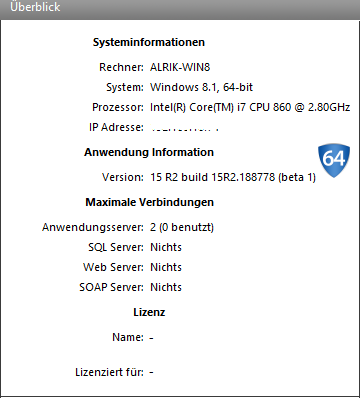 Überblick
Systeminformationen
Rechner: ALRIK-WIN8
System: Windows 8.1, 64-bit
Prozessor: Intel(R) Core(TM) i7 CPU 860 @ 2.80GHz
IP Adresse:
Anwendung Information
64
Version: 15 R2 build 15R2.188778 (beta 1)
Maximale Verbindungen
Anwendungsserver: 2 (0 benutzt)
SQL Server: Nichts
Web Server: Nichts
SOAP Server: Nichts
Lizenz
Name: -
Lizenziert für: -